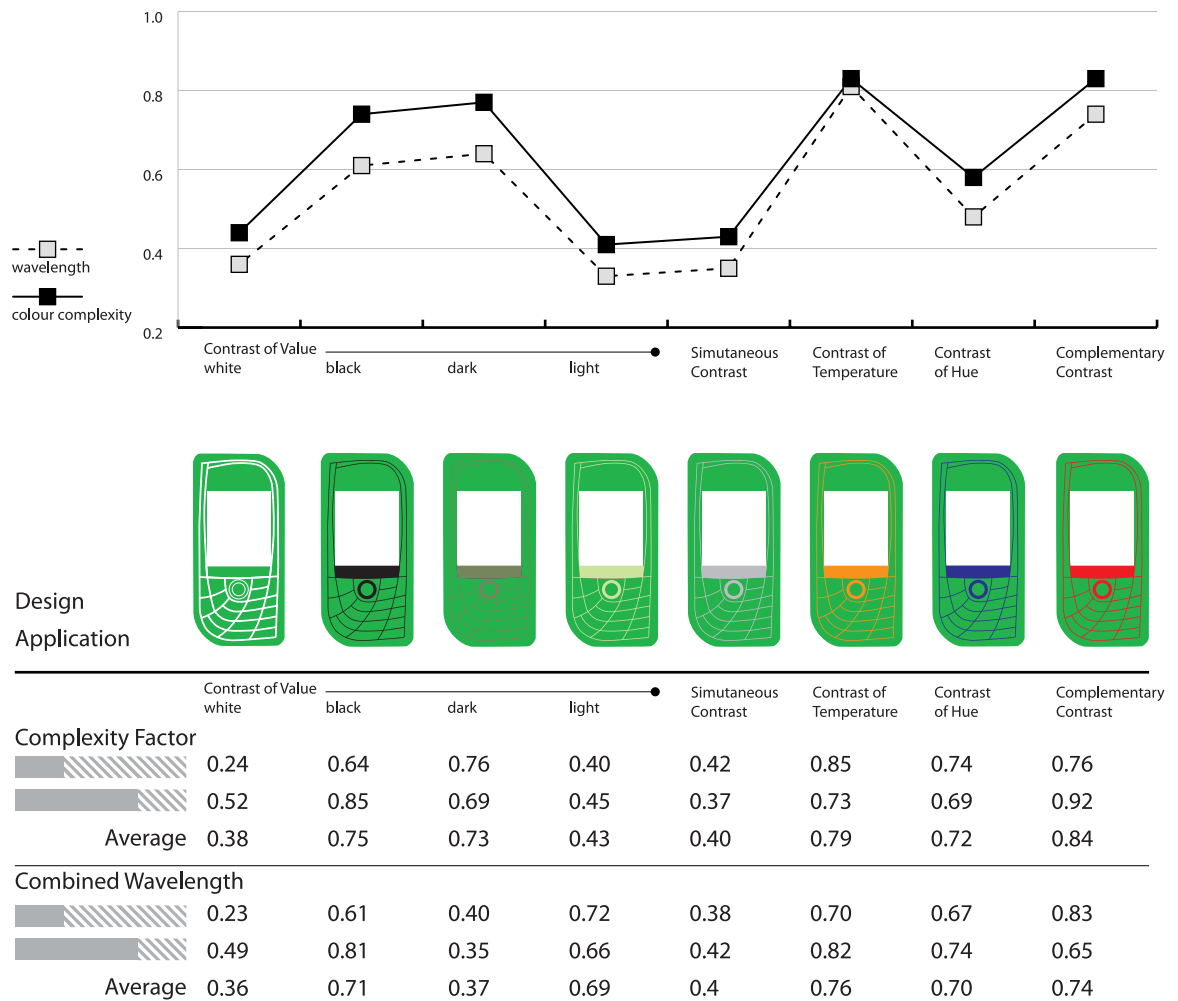 1.0
0.8
0.6
0.4
0.2
wavelength
colour complexity
Contrast of Value
white black dark light
Simutaneous
Contrast
Contrast of
Temperature
Contrast
of Hue
Complementary
Contrast
Design
Application
Contrast of Value
white black dark light
Simutaneous
Contrast
Contrast of
Temperature
Contrast
of Hue
Complementary
Contrast
Complexity Factor
0.24 0.64 0.76 0.40 0.42 0.85 0.74 0.76
0.52 0.85 0.69 0.45 0.37 0.73 0.69 0.92
Average 0.38 0.75 0.73 0.43 0.40 0.79 0.72 0.84
Combined Wavelength
0.23 0.61 0.40 0.72 0.38 0.70 0.67 0.83
0.49 0.81 0.35 0.66 0.42 0.82 0.74 0.65
Average 0.36 0.71 0.37 0.69 0.4 0.76 0.70 0.74